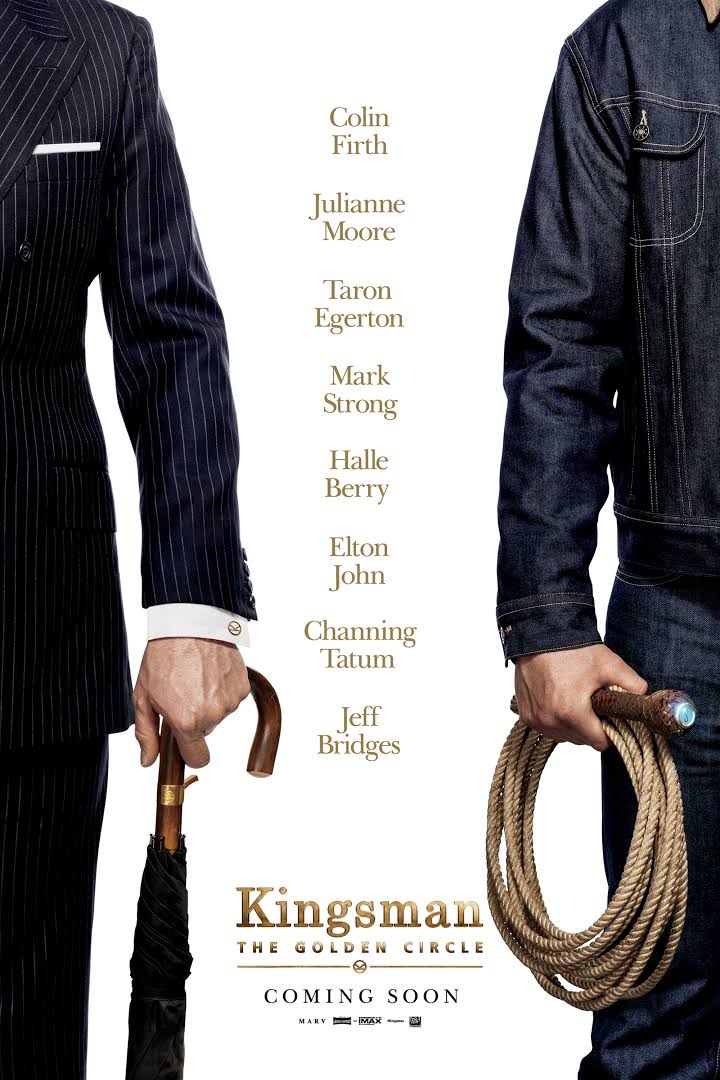 Colin
Firth
Julianne
Moore
Taron
Egerton
Mark
Strong
Halle
Berry
Elton
John
Channing
Tatum
Jeff
Bridges
Kingsman
THE GOLDEN CIRCLE
COMING SOON
MARV IMAX